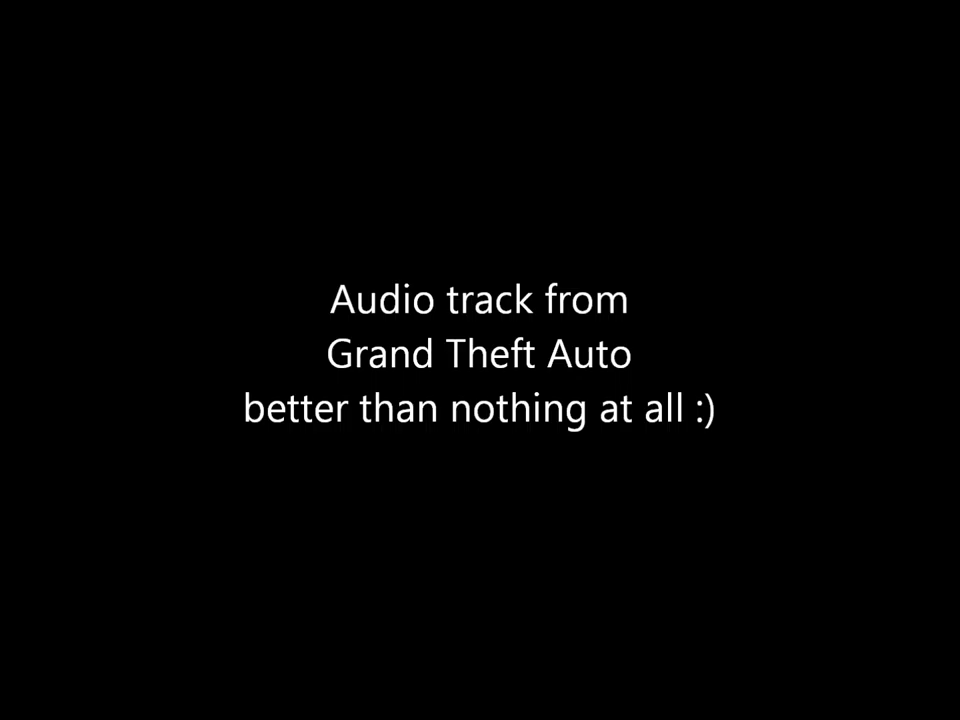 Audio track from
Grand Theft Auto
better than nothing at all :)